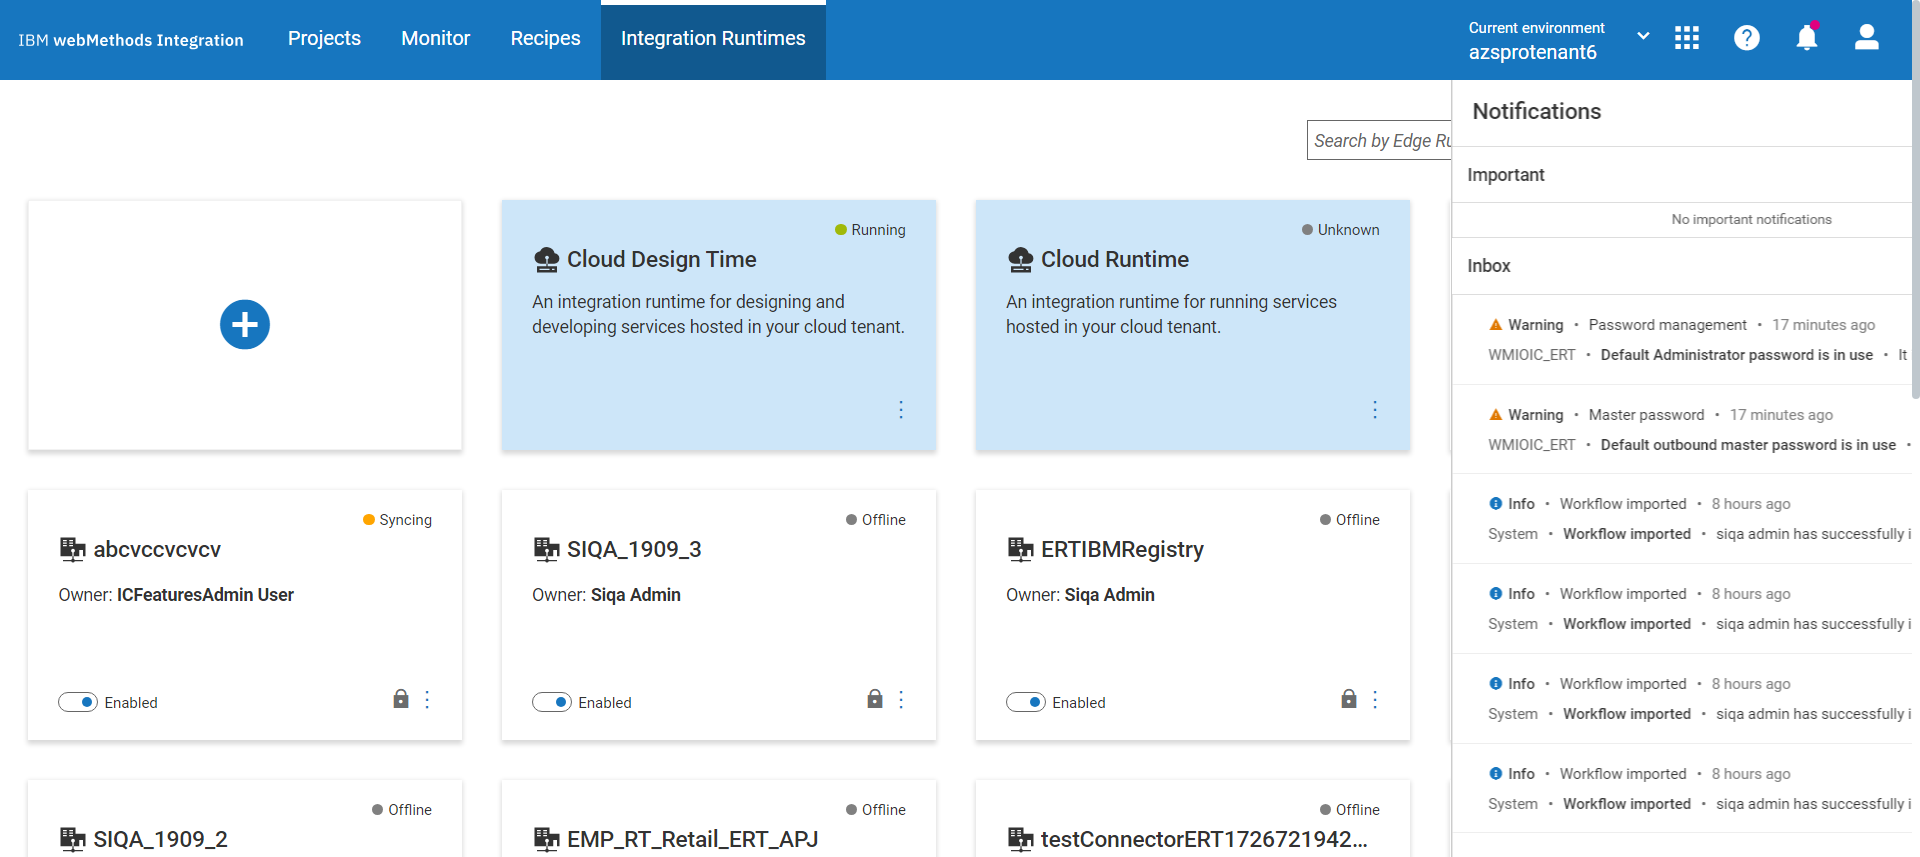 IBM webMethods Integration
Projects
Monitor
Recipes
Integration Runtimes
Current environment
azsprotenant6
Search by Edge Ru
Running
Cloud Design Time
An integration runtime for designing and
developing services hosted in your cloud tenant.
Unknown
Cloud Runtime
An integration runtime for running services
hosted in your cloud tenant.
Syncing
abcvccvcvcv
Owner: ICFeaturesAdmin User
Enabled
Offline
SIQA_1909_3
Owner: Siqa Admin
Enabled
Offline
ERTIBMRegistry
Owner: Siqa Admin
Enabled
Offline
SIQA_1909_2
Offline
EMP_RT_Retail_ERT_APJ
Offline
testConnectorERT1726721942...
Notifications
Important
No important notifications
Inbox
Warning • Password management • 17 minutes ago
WMIOIC_ERT • Default Administrator password is in use • It
Warning • Master password • 17 minutes ago
WMIOIC_ERT • Default outbound master password is in use •
Info • Workflow imported • 8 hours ago
System • Workflow imported • siqa admin has successfully i
Info • Workflow imported • 8 hours ago
System • Workflow imported • siqa admin has successfully i
Info • Workflow imported • 8 hours ago
System • Workflow imported • siqa admin has successfully i
Info • Workflow imported • 8 hours ago
System • Workflow imported • siqa admin has successfully i